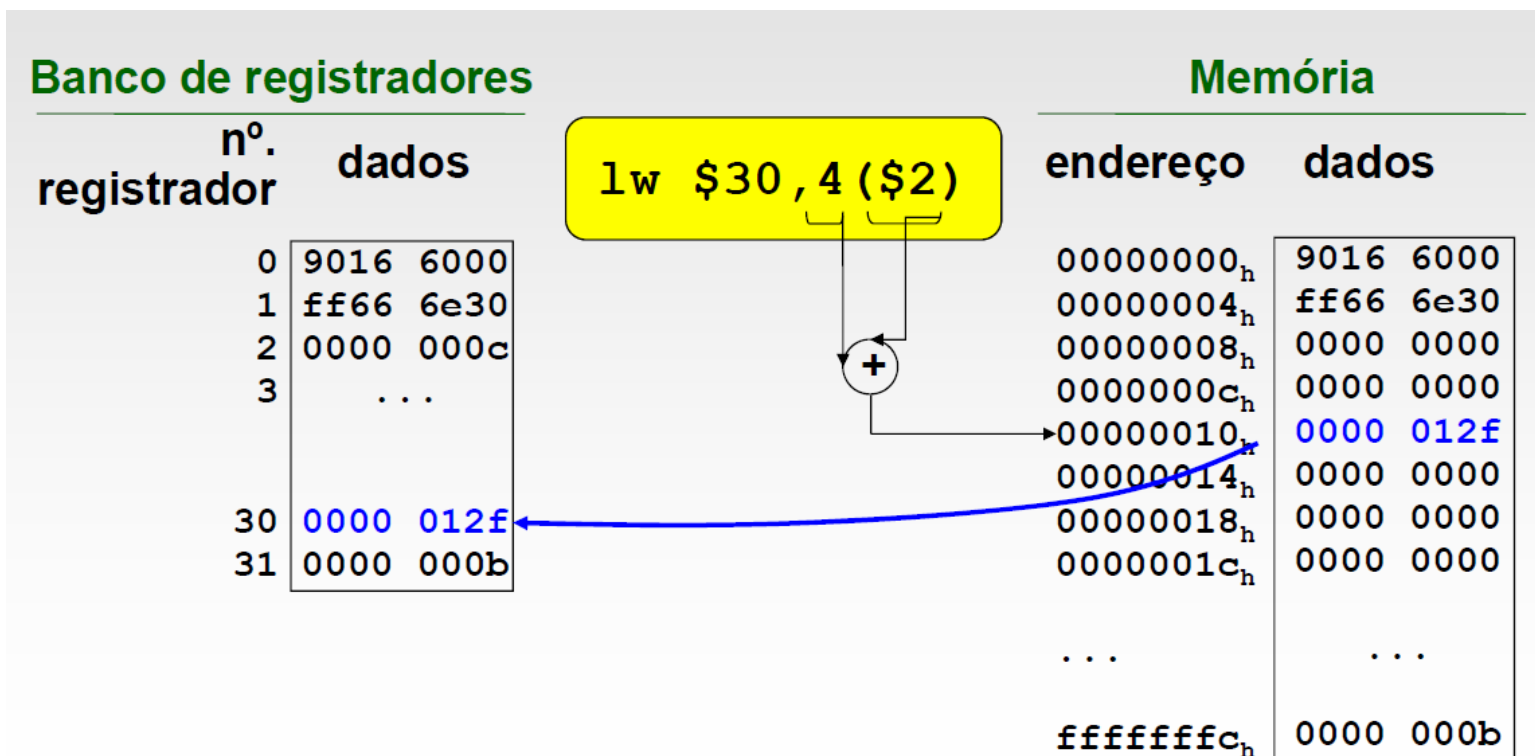 Banco de registradores
nº. registrador
dados
0 9016 6000
1 ff66 6e30
2 0000 000c
3 ...
30 0000 012f
31 0000 000b
lw $30,4($2)
+
Memória
endereço dados
00000000h 9016 6000
00000004h ff66 6e30
00000008h 0000 0000
0000000ch 0000 0000
00000010h 0000 012f
00000014h 0000 0000
00000018h 0000 0000
0000001ch 0000 0000
... ...
fffffffch 0000 000b